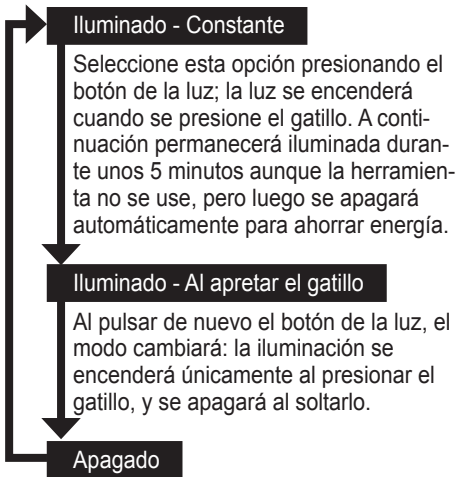 Iluminado - Constante
Seleccione esta opción presionando el
botón de la luz; la luz se encenderá
cuando se presione el gatillo. A conti-
nuación permanecerá iluminada duran-
te unos 5 minutos aunque la herramien-
ta no se use, pero luego se apagará
automáticamente para ahorrar energía.
Iluminado - Al apretar el gatillo
Al pulsar de nuevo el botón de la luz, el
modo cambiará: la iluminación se
encenderá únicamente al presionar el
gatillo, y se apagará al soltarlo.
Apagado